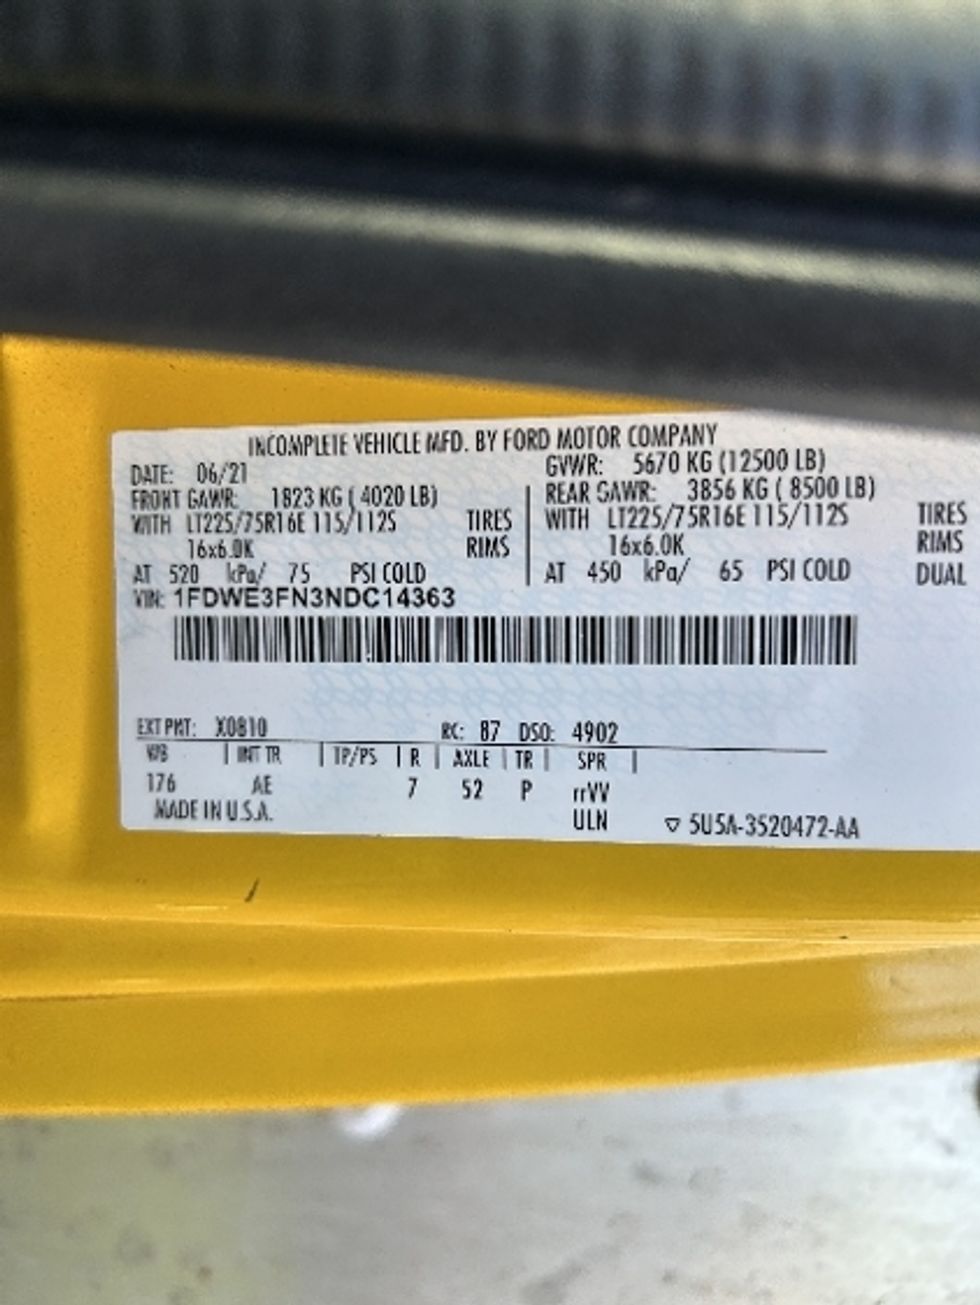 INCOMPLETE VEHICLE MFD. BY FORD MOTOR COMPANY
DATE: 06/21 GVWR: 5670 KG (12500 LB)
FRONT GAWR: 1823 KG ( 4020 LB) REAR GAWR: 3856 KG ( 8500 LB)
WITH LT225/75R16E 115/112S TIRES WITH LT225/75R16E 115/112S TIRES
16x6.0K RIMS 16x6.0K RIMS
AT 520 kPa/ 75 PSI COLD AT 450 kPa/ 65 PSI COLD DUAL
VIN: 1FDWE3FN3NDC14363
EXT PNT: X0810 RC: 87 DSO: 4902
WB INT TR TP/PS R AXLE TR SPR
176 AE 7 52 P rrVV
MADE IN U.S.A. ULN ▽ 5U5A-3520472-AA